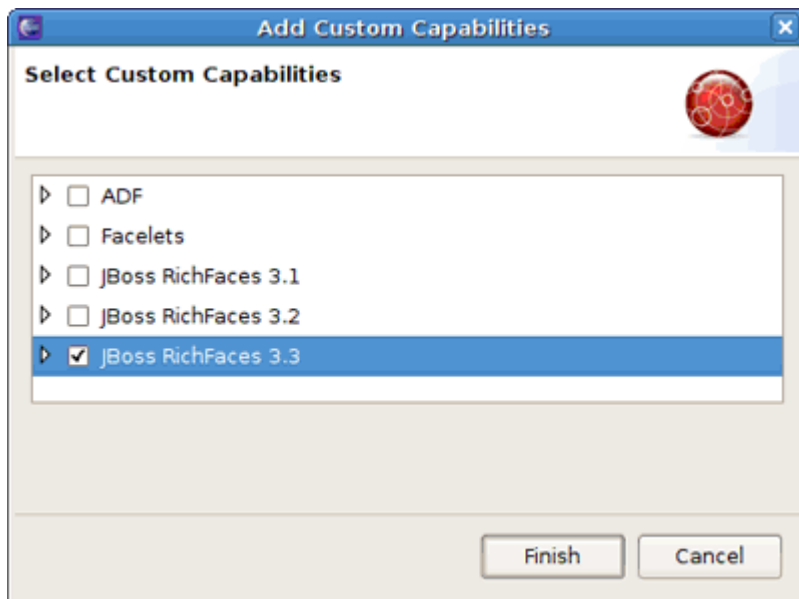 Add Custom Capabilities
Select Custom Capabilities
ADF
Facelets
JBoss RichFaces 3.1
JBoss RichFaces 3.2
JBoss RichFaces 3.3
Finish
Cancel